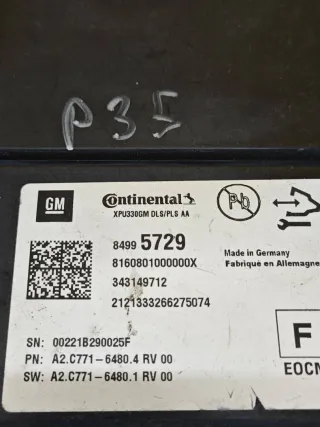 P35
GM
Continental
XPU330GM DLS/PLS AA
Pb
8499 5729
8160801000000X
343149712
2121333266275074
Made in Germany
Fabriqué en Allemagne
SN: 00221B290025F
PN: A2.C771-6480.4 RV 00
SW: A2.C771-6480.1 RV 00
F
EOCN